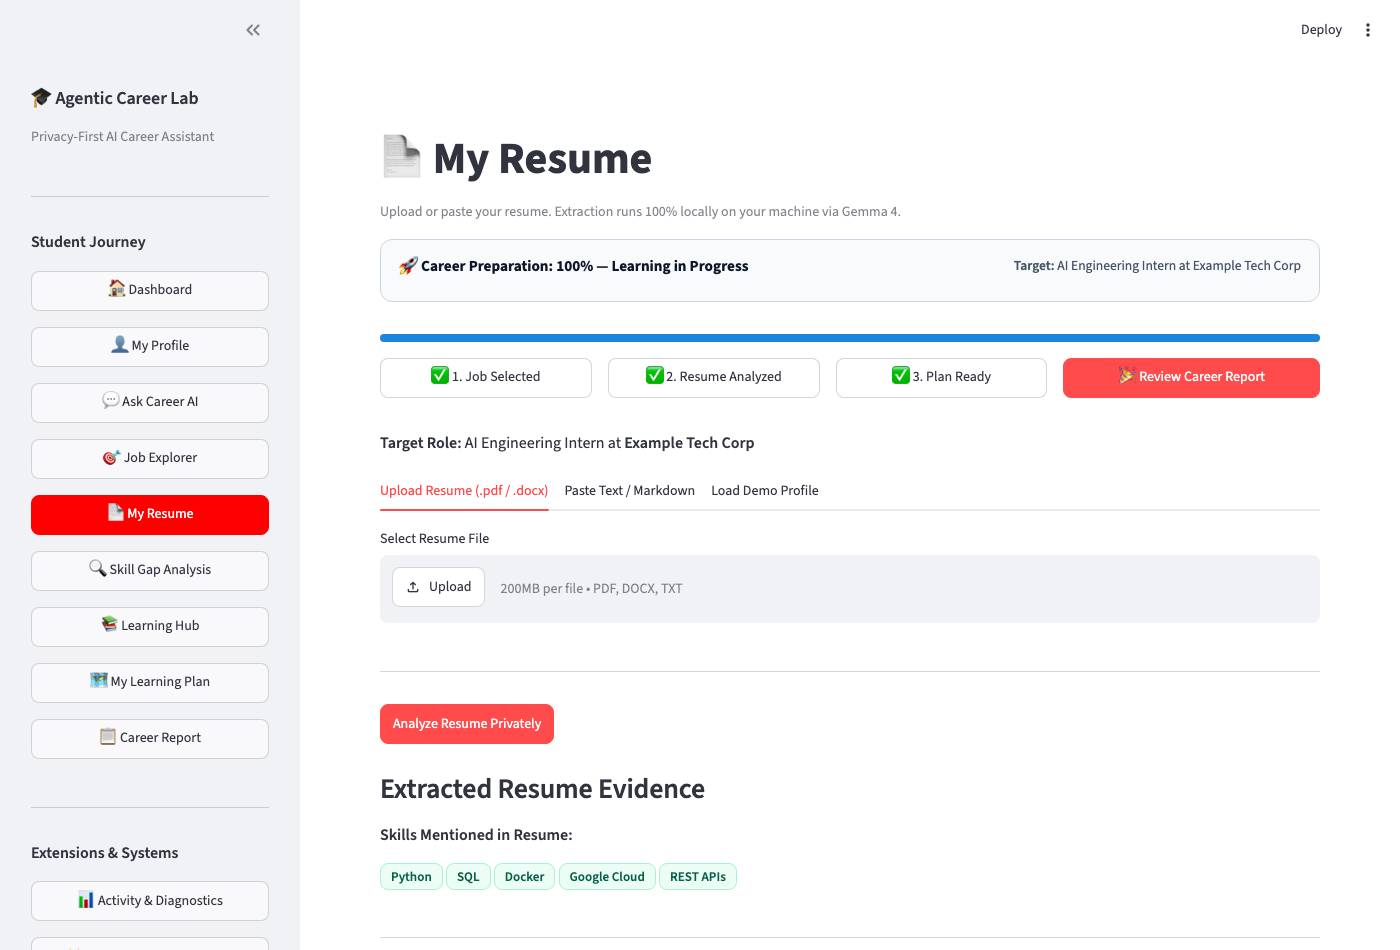 Deploy
Agentic Career Lab
Privacy-First AI Career Assistant
Student Journey
Dashboard
My Profile
Ask Career AI
Job Explorer
My Resume
Skill Gap Analysis
Learning Hub
My Learning Plan
Career Report
Extensions & Systems
Activity & Diagnostics
My Resume
Upload or paste your resume. Extraction runs 100% locally on your machine via Gemma 4.
Career Preparation: 100% — Learning in Progress
Target: AI Engineering Intern at Example Tech Corp
1. Job Selected
2. Resume Analyzed
3. Plan Ready
Review Career Report
Target Role: AI Engineering Intern at Example Tech Corp
Upload Resume (.pdf / .docx)
Paste Text / Markdown
Load Demo Profile
Select Resume File
Upload
200MB per file • PDF, DOCX, TXT
Analyze Resume Privately
Extracted Resume Evidence
Skills Mentioned in Resume:
Python
SQL
Docker
Google Cloud
REST APIs